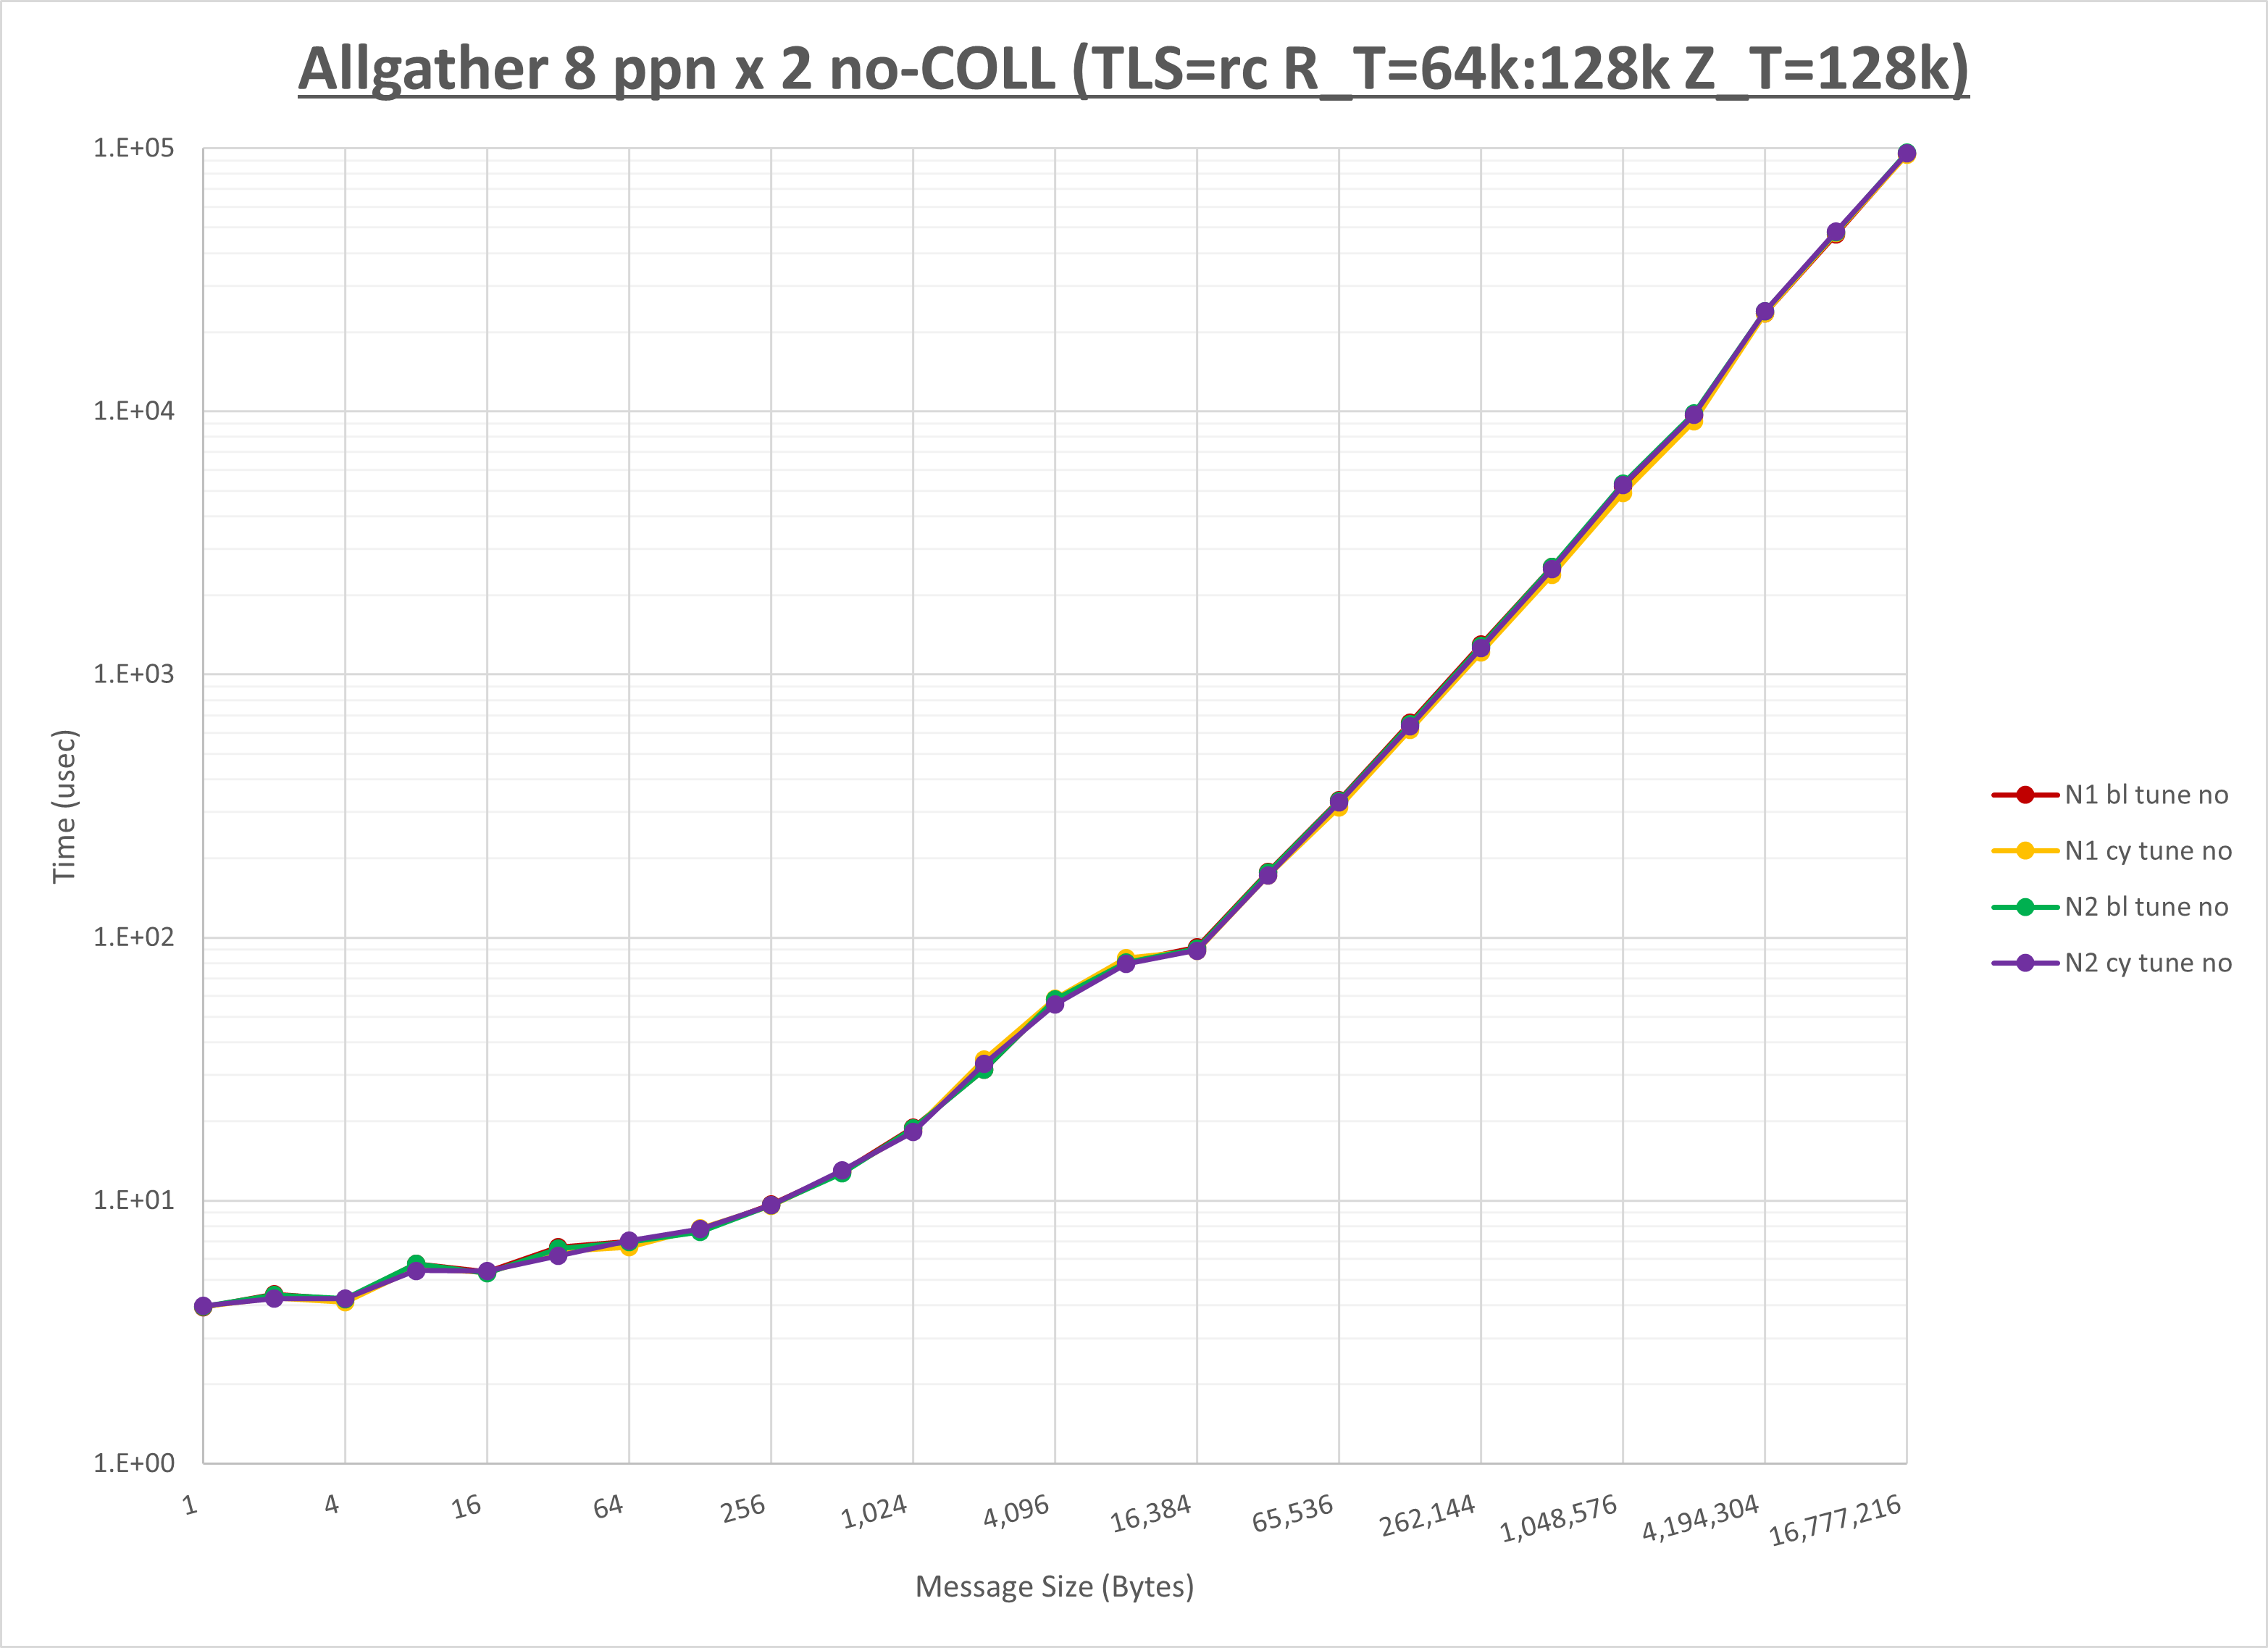 Allgather 8 ppn x 2 no-COLL (TLS=rc R_T=64k:128k Z_T=128k)
1.E+05
1.E+04
1.E+03
1.E+02
1.E+01
1.E+00
Time (usec)
N1 bl tune no
N1 cy tune no
N2 bl tune no
N2 cy tune no
1 4 16 64 256 1,024 4,096 16,384 65,536 262,144 1,048,576 4,194,304 16,777,216
Message Size (Bytes)